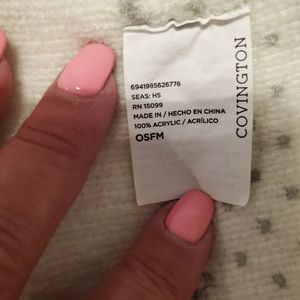 6941985626776
SEAS: H5
RN 15099
MADE IN / HECHO EN CHINA
100% ACRYLIC / ACRÍLICO
OSFM
COVINGTON